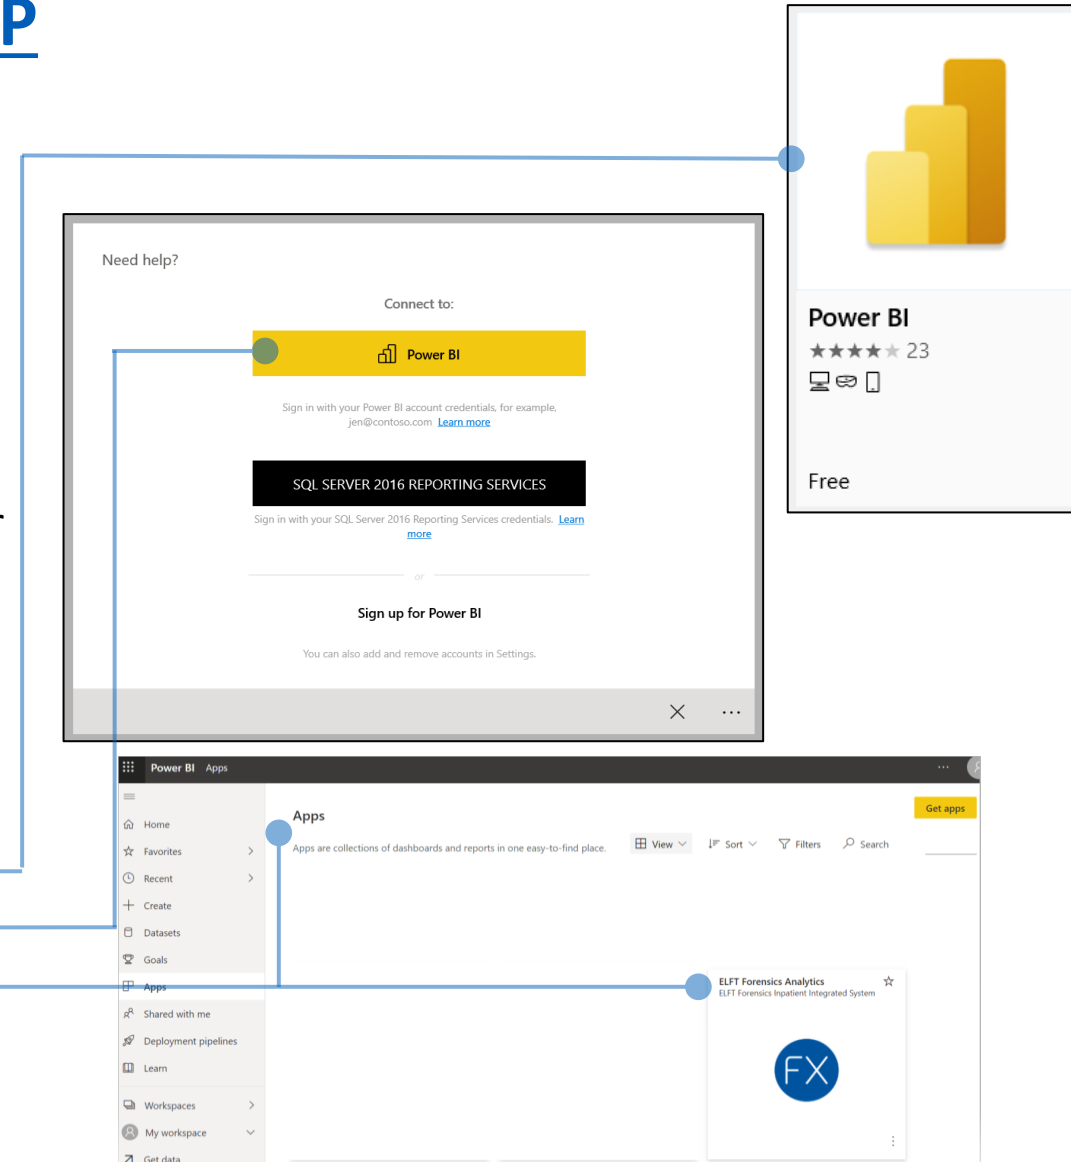 P
Power BI
23
Free
Need help?
Connect to:
Power BI
Sign in with your Power BI account credentials, for example,
jen@contoso.com Learn more
SQL SERVER 2016 REPORTING SERVICES
Sign in with your SQL Server 2016 Reporting Services credentials. Learn
more
or
Sign up for Power BI
You can also add and remove accounts in Settings.
Power BI Apps
Get apps
Apps
Apps are collections of dashboards and reports in one easy-to-find place.
View
Sort
Filters
Search
Home
Favorites
Recent
Create
Datasets
Goals
Apps
Shared with me
Deployment pipelines
Learn
Workspaces
My workspace
Get data
ELFT Forensics Analytics
ELFT Forensics Inpatient Integrated System
FX